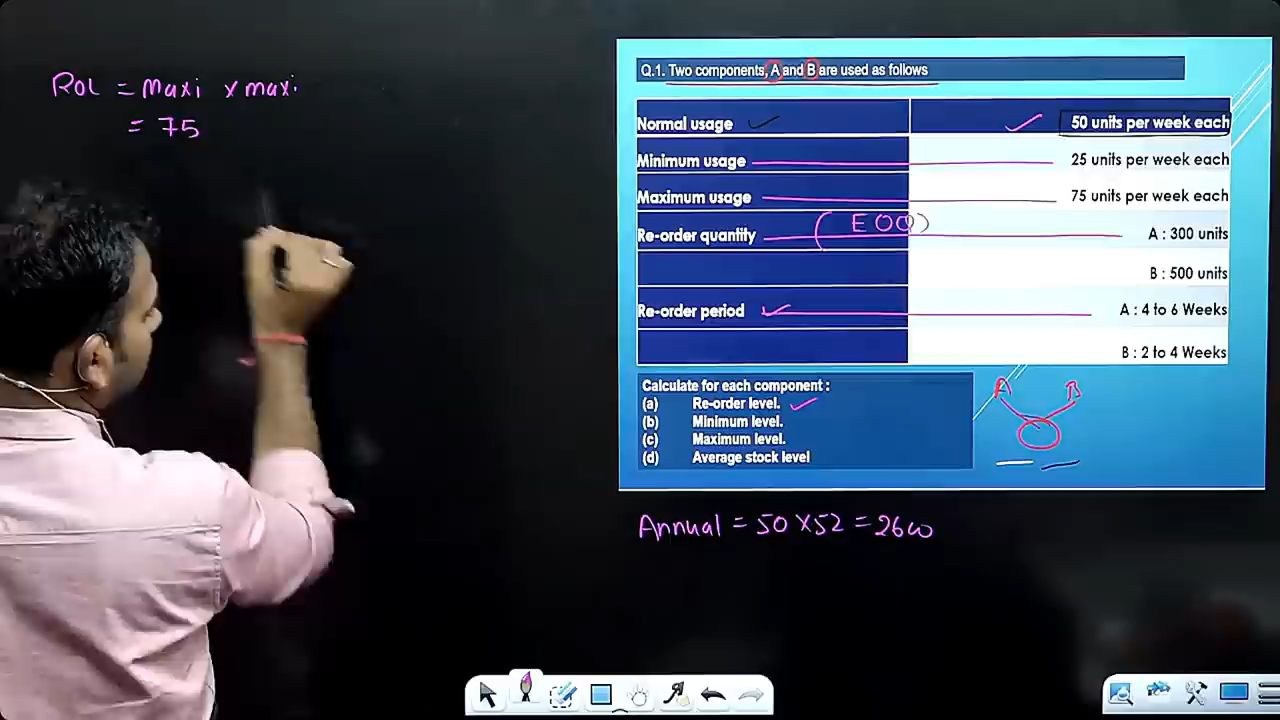 ROL = maxi x maxi
= 75
Q.1. Two components, A and B are used as follows
Normal usage 50 units per week each
Minimum usage 25 units per week each
Maximum usage 75 units per week each
(EOQ)
Re-order quantity A : 300 units
B : 500 units
Re-order period A : 4 to 6 Weeks
B : 2 to 4 Weeks
Calculate for each component :
(a) Re-order level.
(b) Minimum level.
(c) Maximum level.
(d) Average stock level
A B
Annual = 50 x 52 = 2600